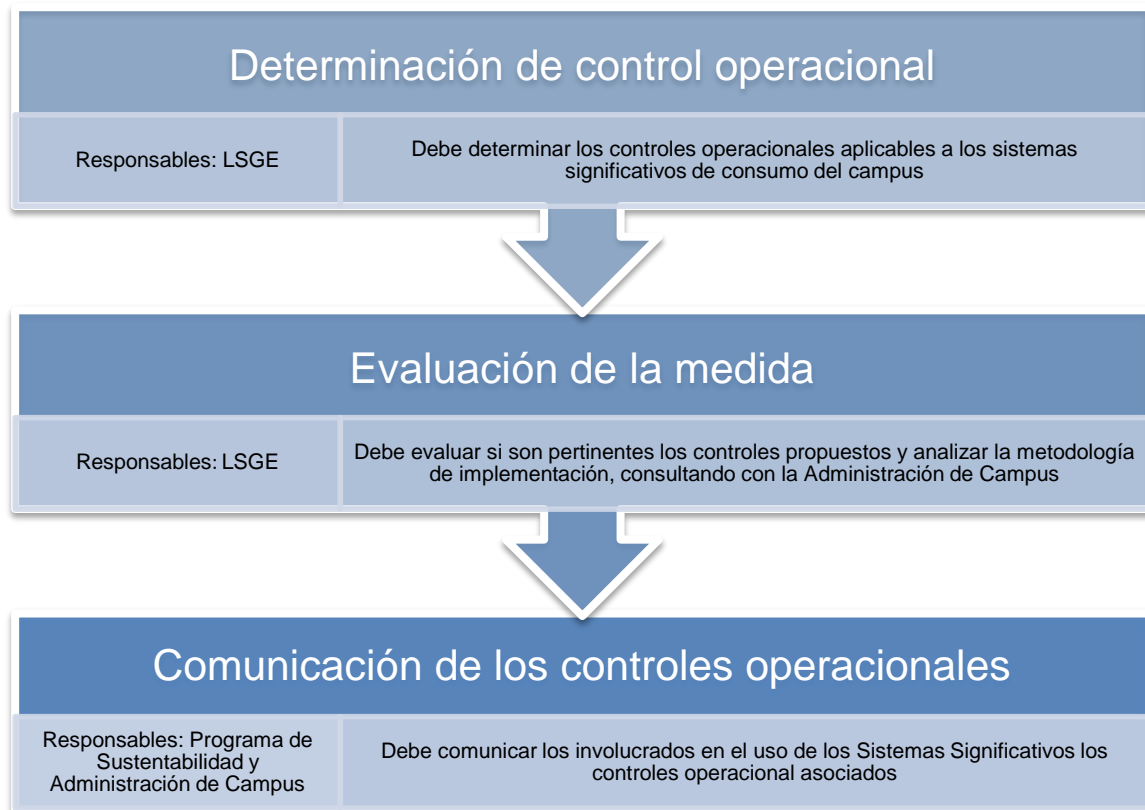 Determinación de control operacional
Responsables: LSGE
Debe determinar los controles operacionales aplicables a los sistemas
significativos de consumo del campus
Evaluación de la medida
Responsables: LSGE
Debe evaluar si son pertinentes los controles propuestos y analizar la metodología
de implementación, consultando con la Administración de Campus
Comunicación de los controles operacionales
Responsables: Programa de
Sustentabilidad y
Administración de Campus
Debe comunicar los involucrados en el uso de los Sistemas Significativos los
controles operacional asociados